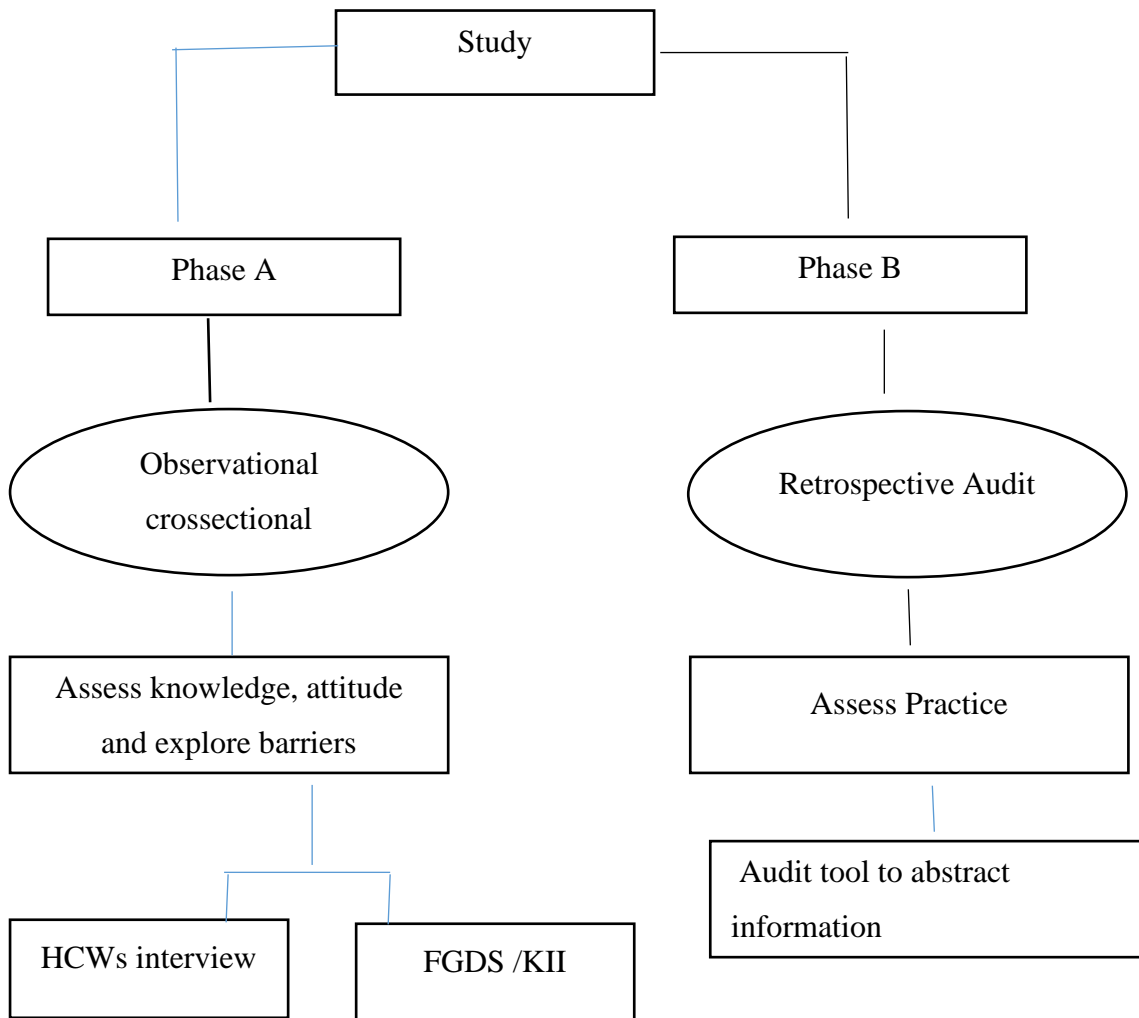 Study
Phase A
Phase B
Observational
crossectional
Retrospective Audit
Assess knowledge, attitude
and explore barriers
Assess Practice
Audit tool to abstract
information
HCWs interview
FGDS /KII